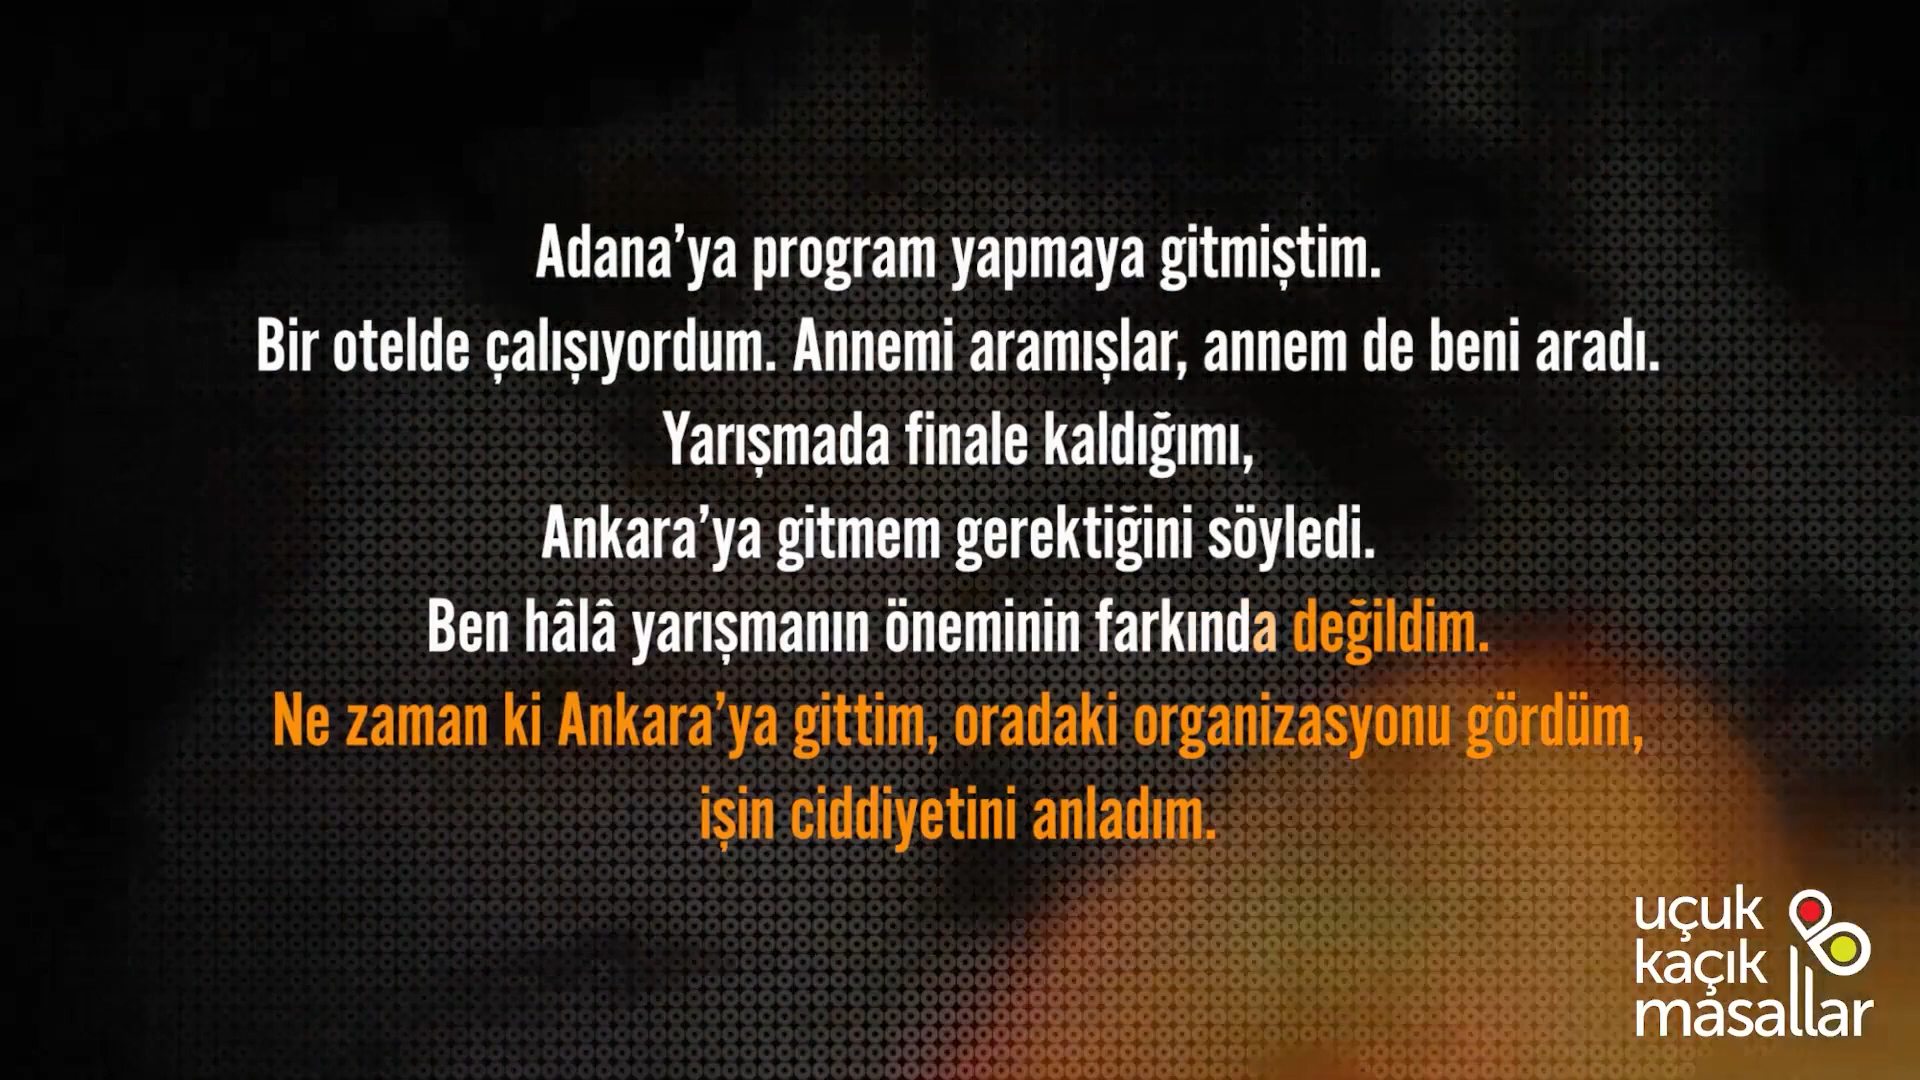 Adana’ya program yapmaya gitmiştim.
Bir otelde çalışıyordum. Annemi aramışlar, annem de beni aradı.
Yarışmada finale kaldığımı,
Ankara’ya gitmem gerektiğini söyledi.
Ben hâlâ yarışmanın öneminin farkında değildim.
Ne zaman ki Ankara’ya gittim, oradaki organizasyonu gördüm,
işin ciddiyetini anladım.
uçuk
kaçık
masallar